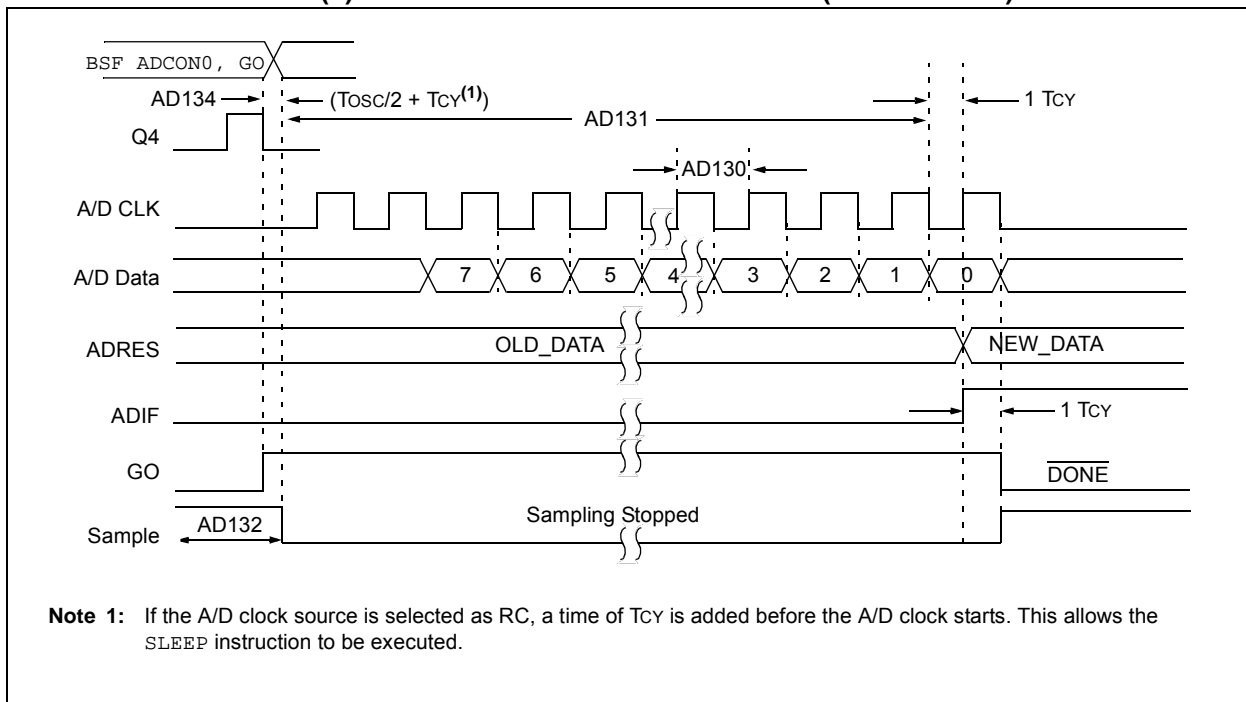 BSF ADCON0, GO
AD134 (TOSC/2 + TCY(1)) 1 TCY
AD131
Q4
AD130
A/D CLK
A/D Data 7 6 5 4 3 2 1 0
ADRES OLD_DATA NEW_DATA
ADIF 1 TCY
GO DONE
AD132 Sampling Stopped
Sample
Note 1: If the A/D clock source is selected as RC, a time of TCY is added before the A/D clock starts. This allows the
SLEEP instruction to be executed.